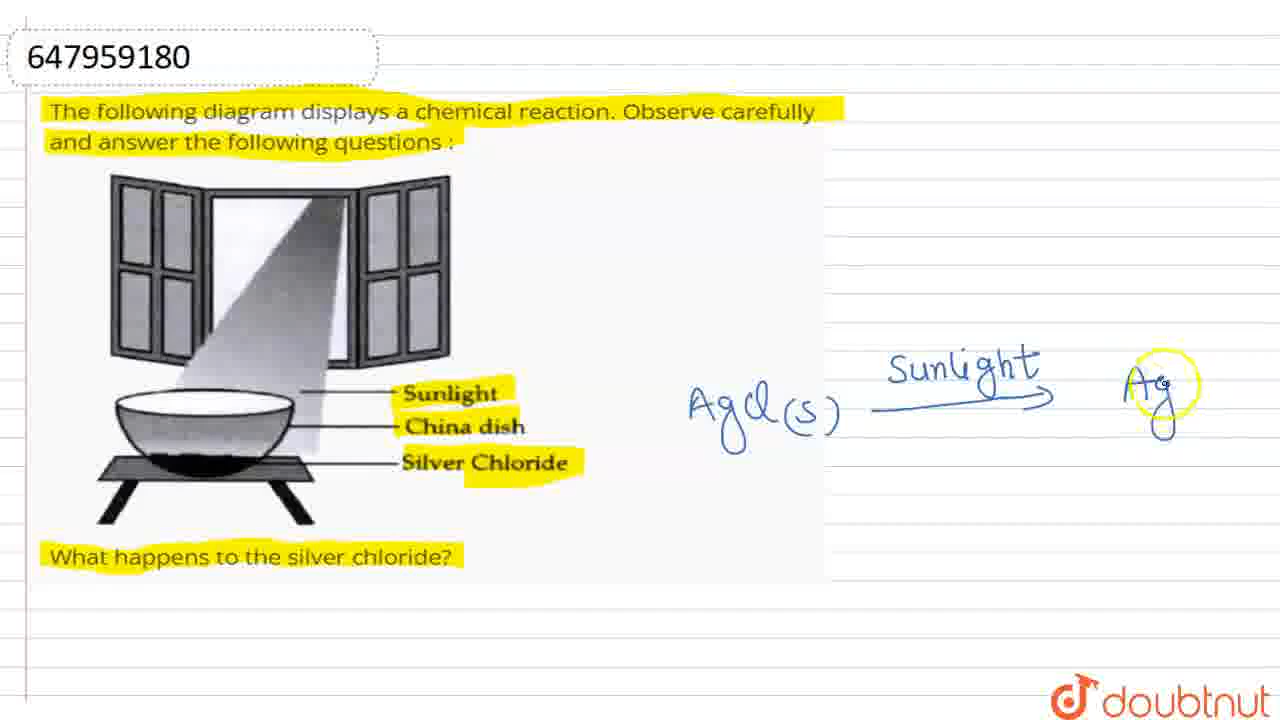 647959180
The following diagram displays a chemical reaction. Observe carefully
and answer the following questions :
Sunlight
China dish
Silver Chloride
What happens to the silver chloride?
AgCl(s) Sunlight Ag
doubtnut